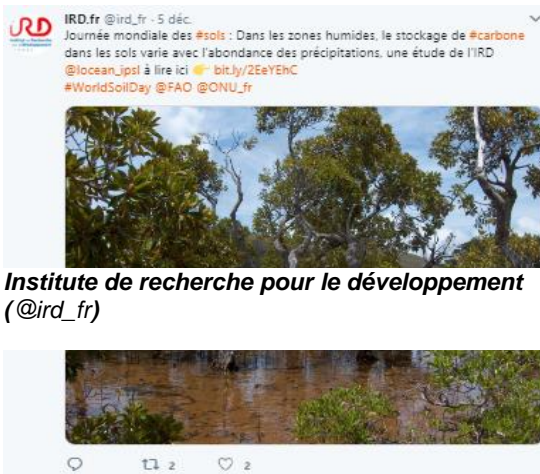 IRD.fr @ird_fr · 5 déc.
Journée mondiale des #sols : Dans les zones humides, le stockage de #carbone
dans les sols varie avec l'abondance des précipitations, une étude de l'IRD
@locean_ipsl à lire ici 👉 bit.ly/2EeYEhC
#WorldSoilDay @FAO @ONU_fr
Institute de recherche pour le développement
(@ird_fr)
2 2